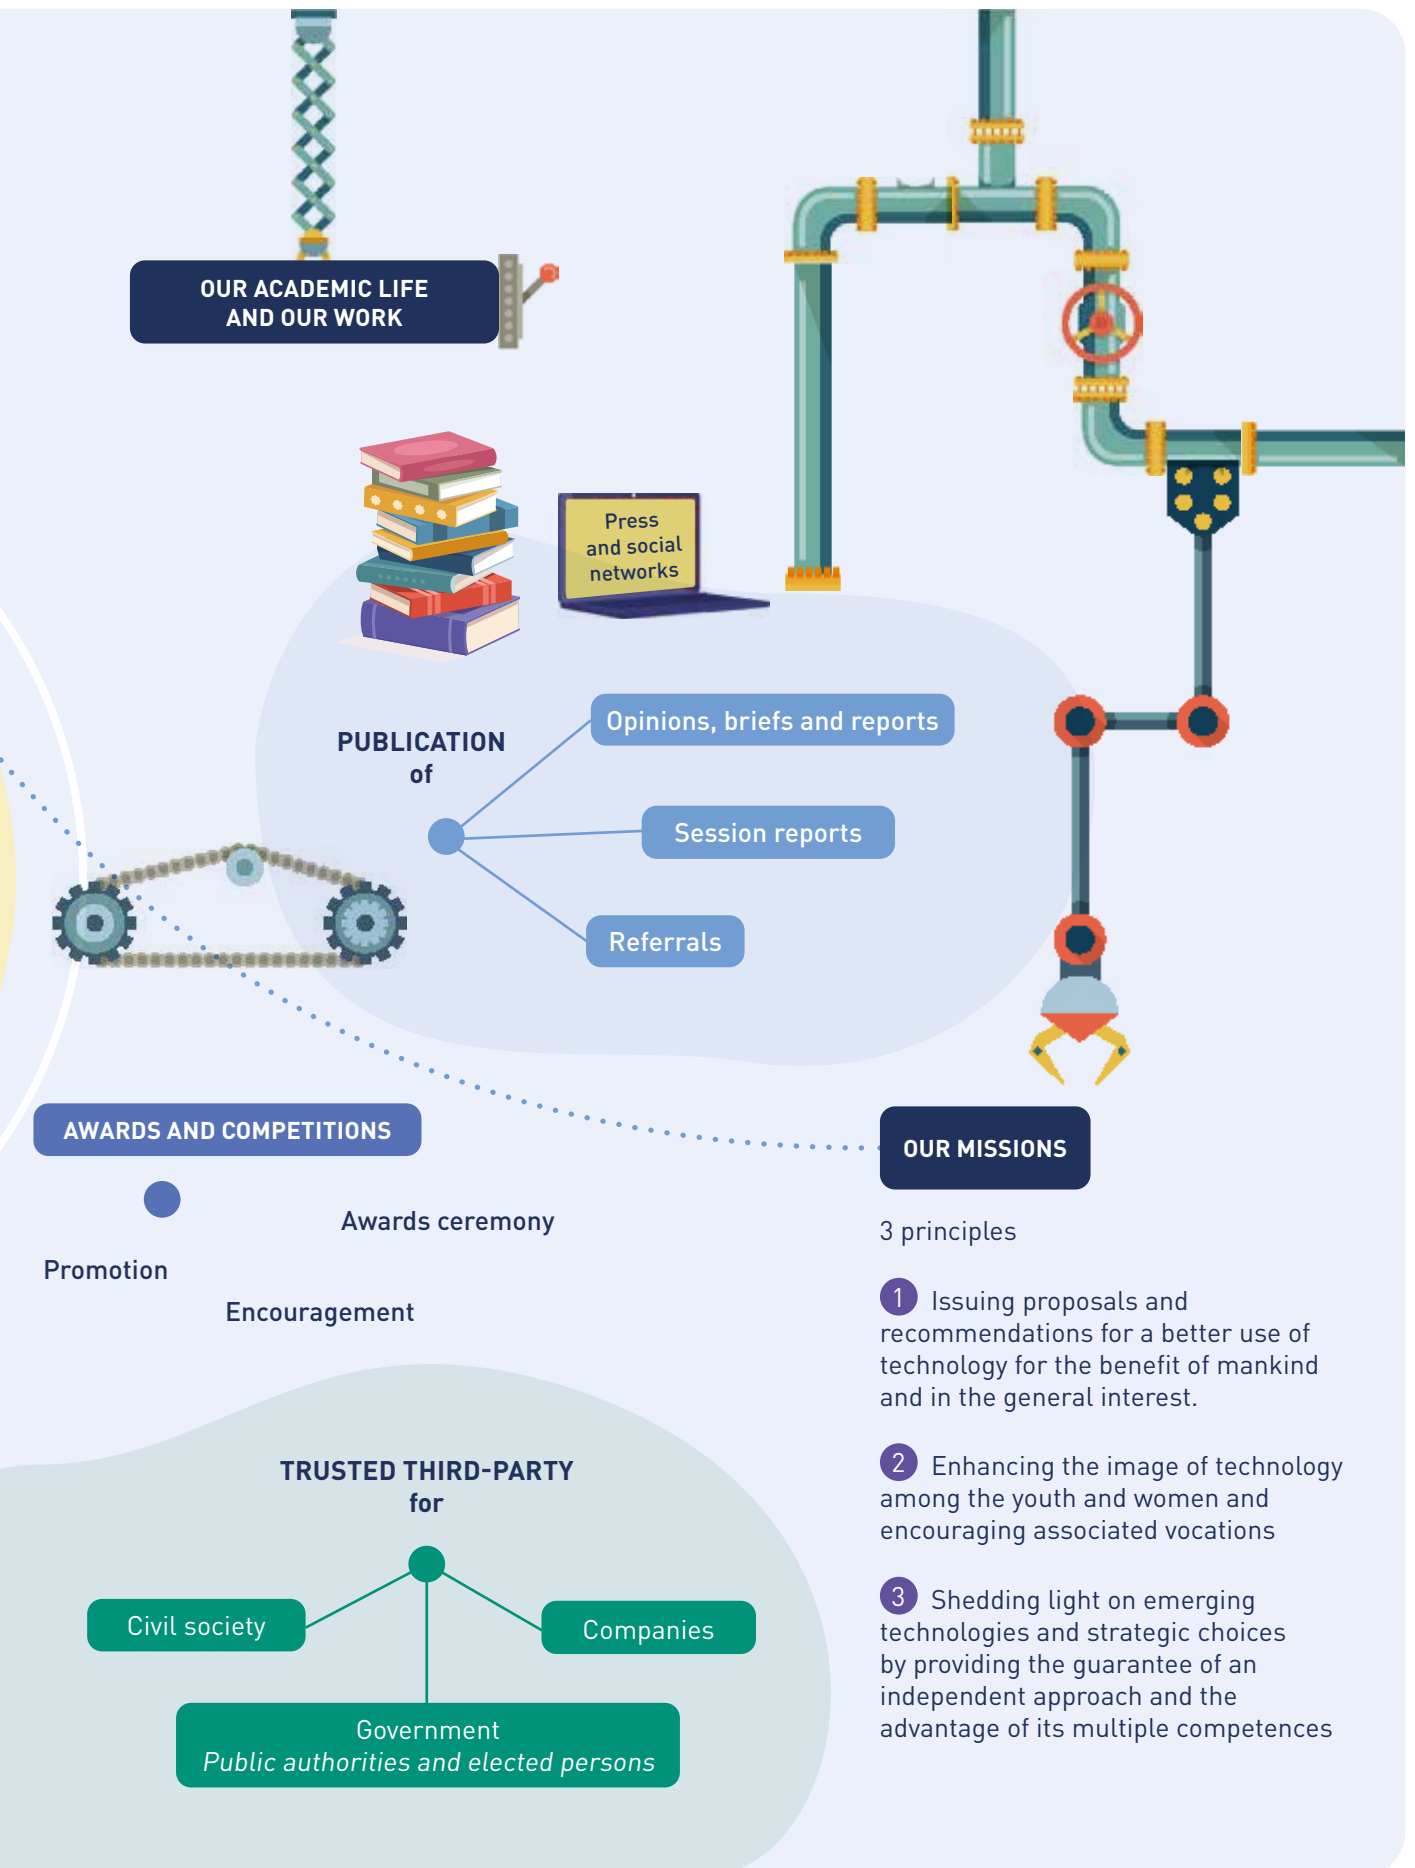 OUR ACADEMIC LIFE
AND OUR WORK
Press
and social
networks
PUBLICATION
of
Opinions, briefs and reports
Session reports
Referrals
AWARDS AND COMPETITIONS
Awards ceremony
Promotion
Encouragement
TRUSTED THIRD-PARTY
for
Civil society
Companies
Government
Public authorities and elected persons
OUR MISSIONS
3 principles
1 Issuing proposals and
recommendations for a better use of
technology for the benefit of mankind
and in the general interest.
2 Enhancing the image of technology
among the youth and women and
encouraging associated vocations
3 Shedding light on emerging
technologies and strategic choices
by providing the guarantee of an
independent approach and the
advantage of its multiple competences